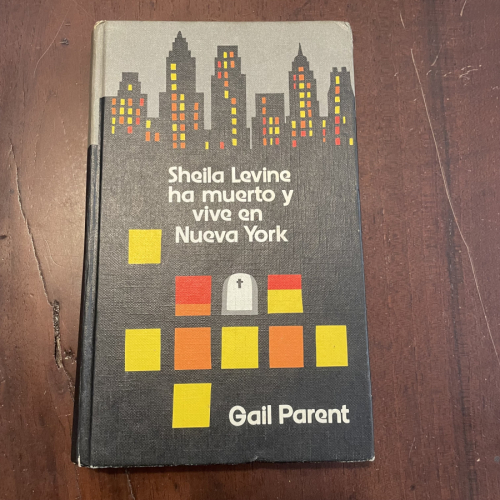 Sheila Levine
ha muerto y
vive en
Nueva York
Gail Parent